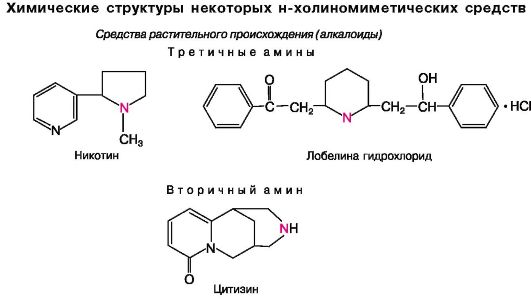 Химические структуры некоторых н-холиномиметических средств
Средства растительного происхождения (алкалоиды)
Третичные амины
N
N
CH3
Никотин
O
C
CH2
N
CH2
OH
CH
· HCl
Лобелина гидрохлорид
Вторичный амин
NH
N
O
Цитизин